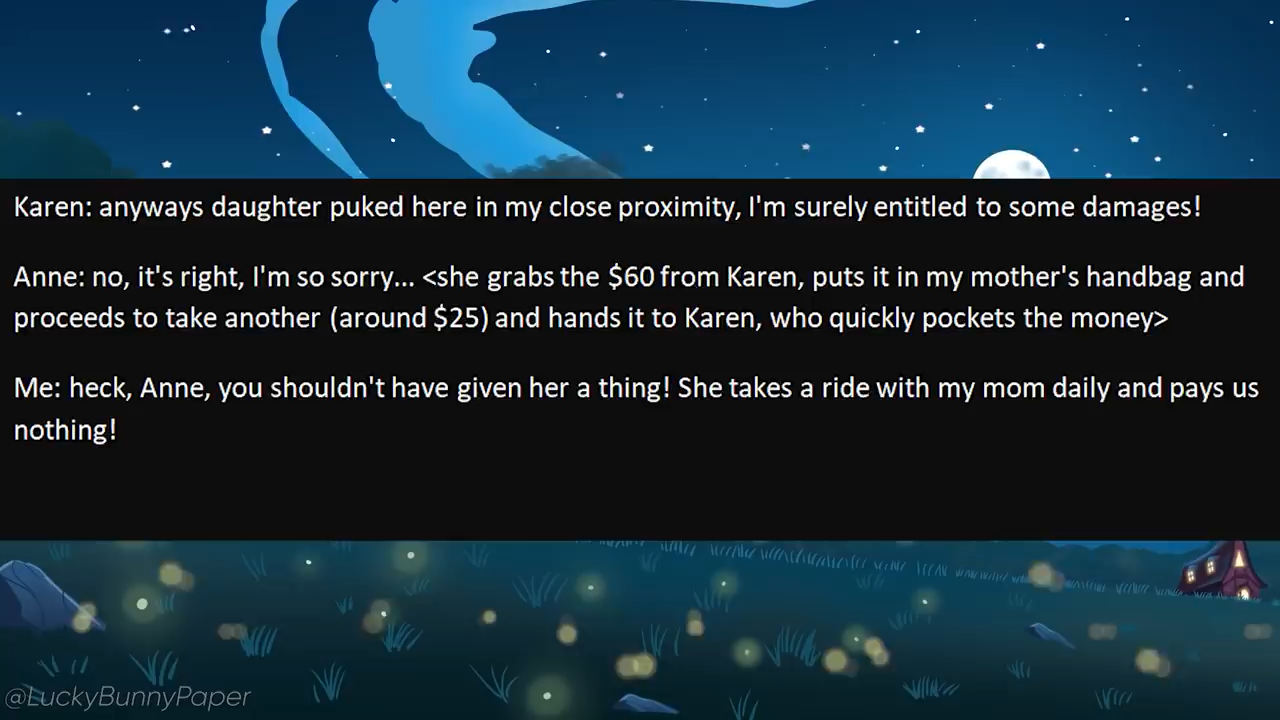 Karen: anyways daughter puked here in my close proximity, I'm surely entitled to some damages!
Anne: no, it's right, I'm so sorry... <she grabs the $60 from Karen, puts it in my mother's handbag and
proceeds to take another (around $25) and hands it to Karen, who quickly pockets the money>
Me: heck, Anne, you shouldn't have given her a thing! She takes a ride with my mom daily and pays us
nothing!
@LuckyBunnyPaper